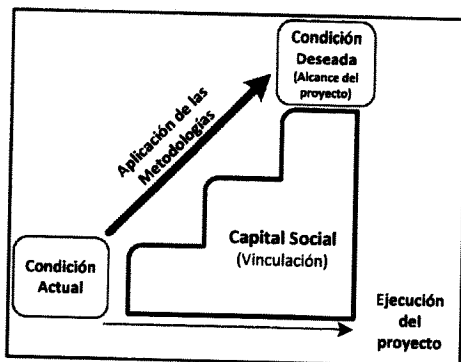 Condición
Deseada
(Alcance del
proyecto)
Aplicación de las
Metodologías
Capital Social
(Vinculación)
Condición
Actual
Ejecución
del
proyecto